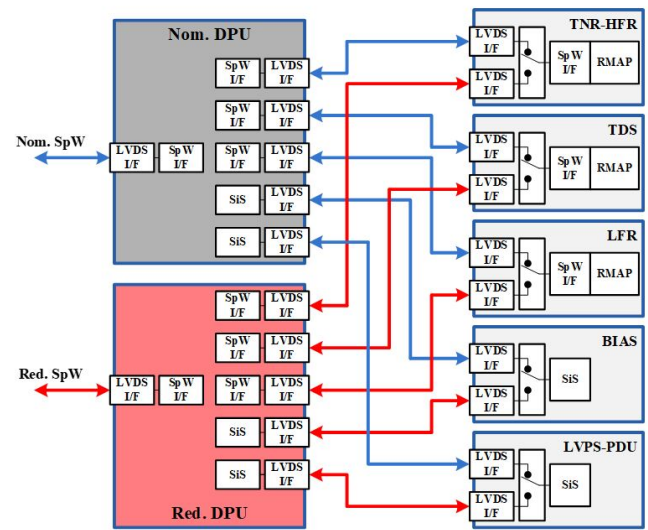 Nom. DPU
SpW LVDS
I/F I/F
SpW LVDS
I/F I/F
Nom. SpW
LVDS SpW SpW LVDS
I/F I/F I/F I/F
SiS LVDS
I/F
SiS LVDS
I/F
SpW LVDS
I/F I/F
SpW LVDS
I/F I/F
Red. SpW
LVDS SpW SpW LVDS
I/F I/F I/F I/F
SiS LVDS
I/F
SiS LVDS
I/F
Red. DPU
TNR-HFR
LVDS
I/F
SpW RMAP
I/F
LVDS
I/F
TDS
LVDS
I/F
SpW RMAP
I/F
LVDS
I/F
LFR
LVDS
I/F
SpW RMAP
I/F
LVDS
I/F
BIAS
LVDS
I/F
SiS
LVDS
I/F
LVPS-PDU
LVDS
I/F
SiS
LVDS
I/F